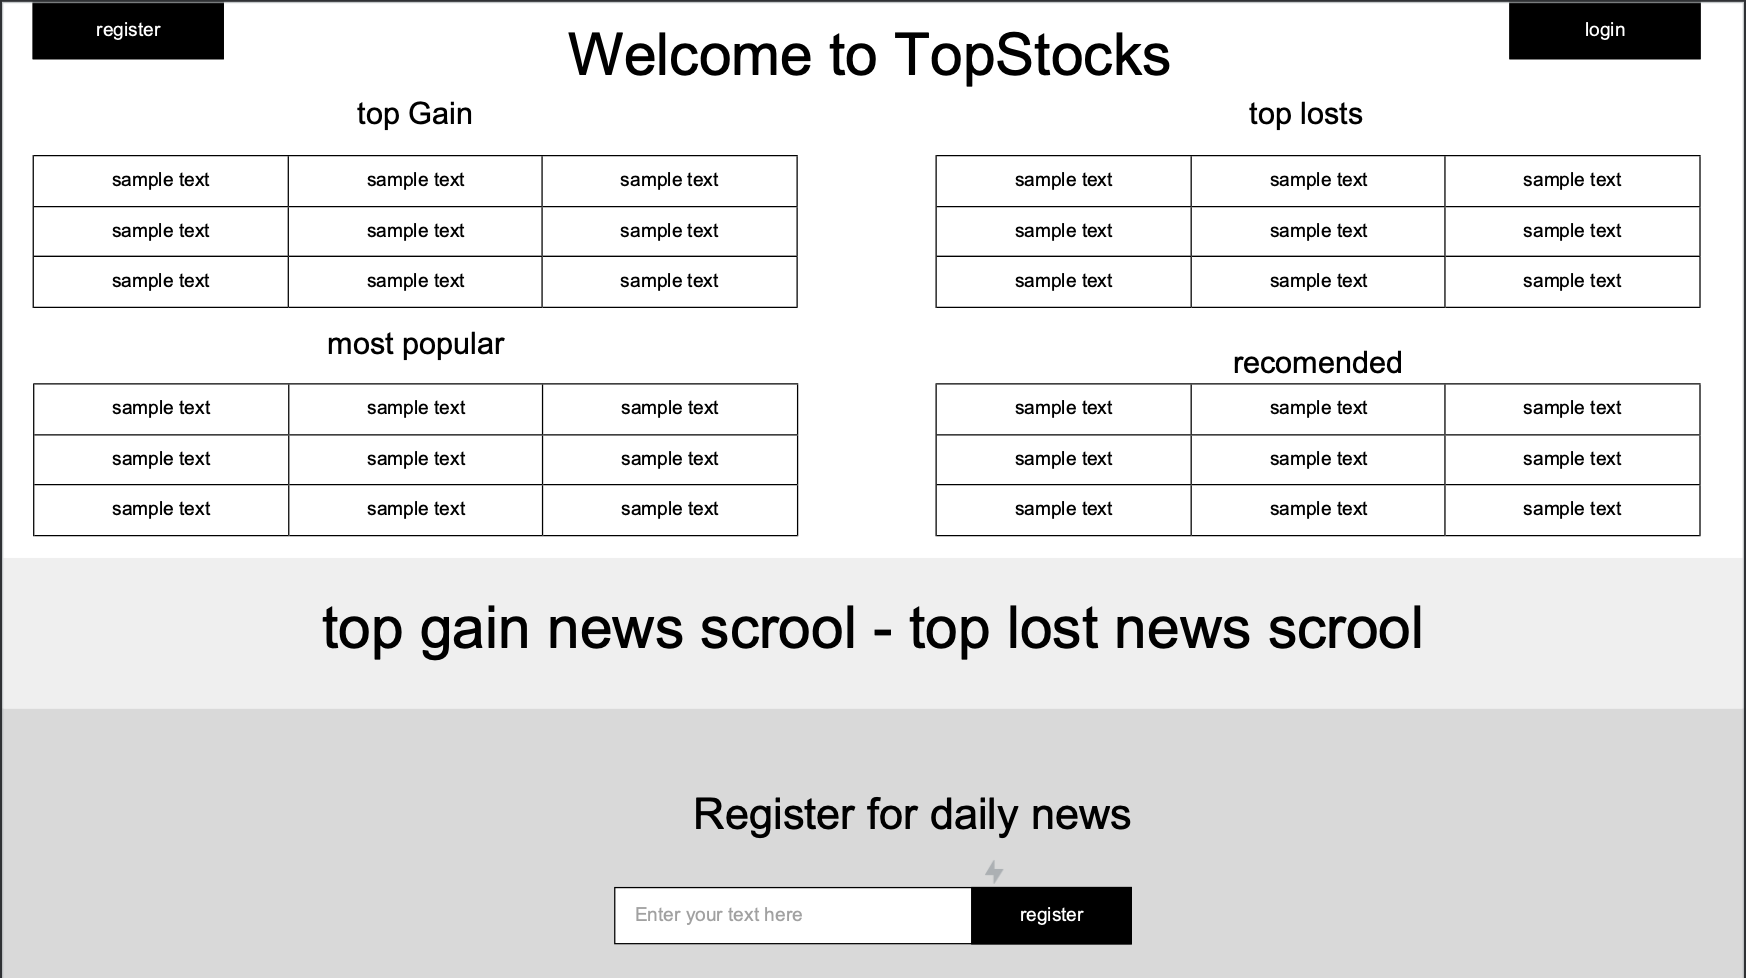 register
Welcome to TopStocks
login
top Gain
top losts
sample text sample text sample text
sample text sample text sample text
sample text sample text sample text
sample text sample text sample text
sample text sample text sample text
sample text sample text sample text
most popular
recomended
sample text sample text sample text
sample text sample text sample text
sample text sample text sample text
sample text sample text sample text
sample text sample text sample text
sample text sample text sample text
top gain news scrool - top lost news scrool
Register for daily news
Enter your text here
register